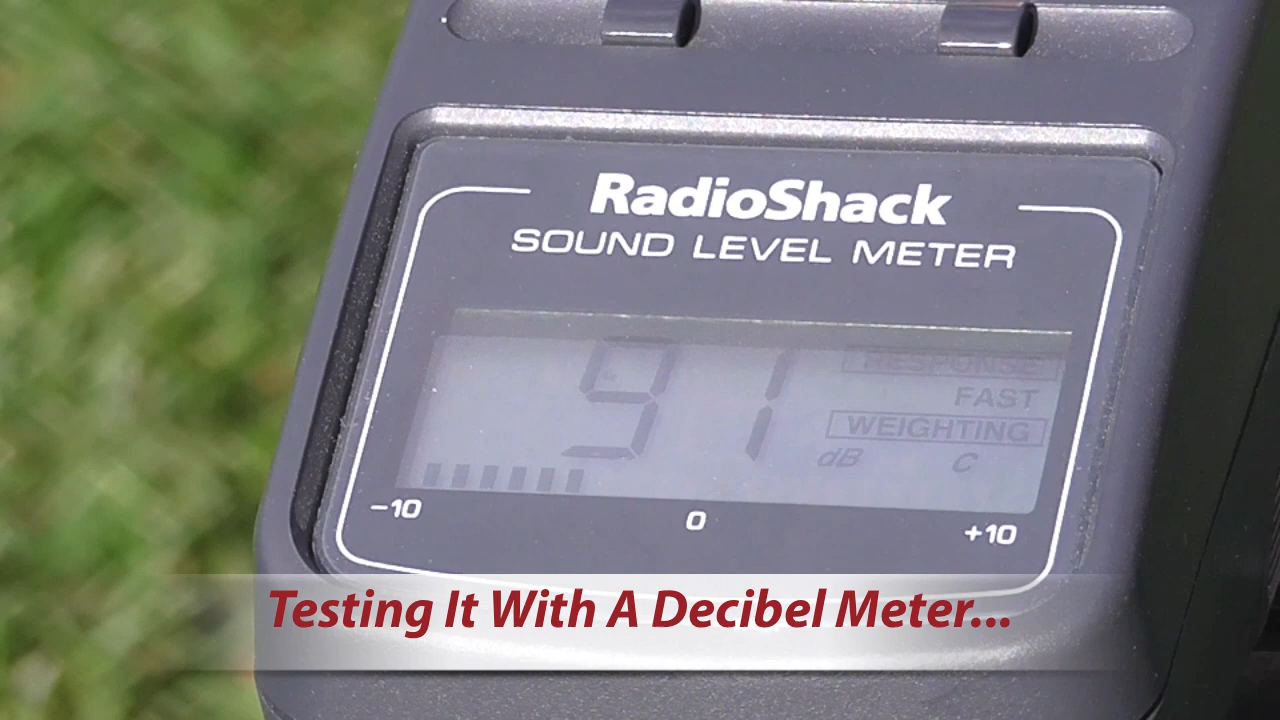 RadioShack
SOUND LEVEL METER
91
RESPONSE
FAST
WEIGHTING
dB C
-10 0 +10
Testing It With A Decibel Meter...